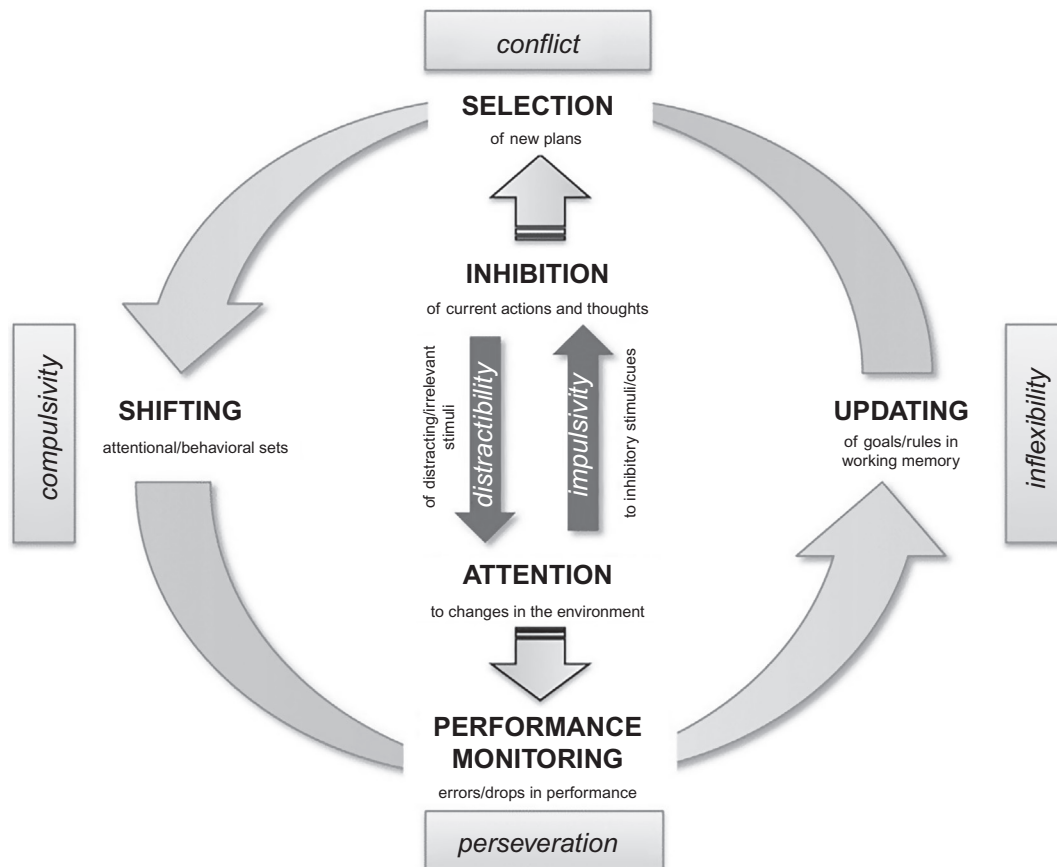 conflict
SELECTION
of new plans
INHIBITION
of current actions and thoughts
compulsivity
SHIFTING
attentional/behavioral sets
of distracting/irrelevant
stimuli
distractibility
impulsivity
to inhibitory stimuli/cues
UPDATING
of goals/rules in
working memory
inflexibility
ATTENTION
to changes in the environment
PERFORMANCE
MONITORING
errors/drops in performance
perseveration